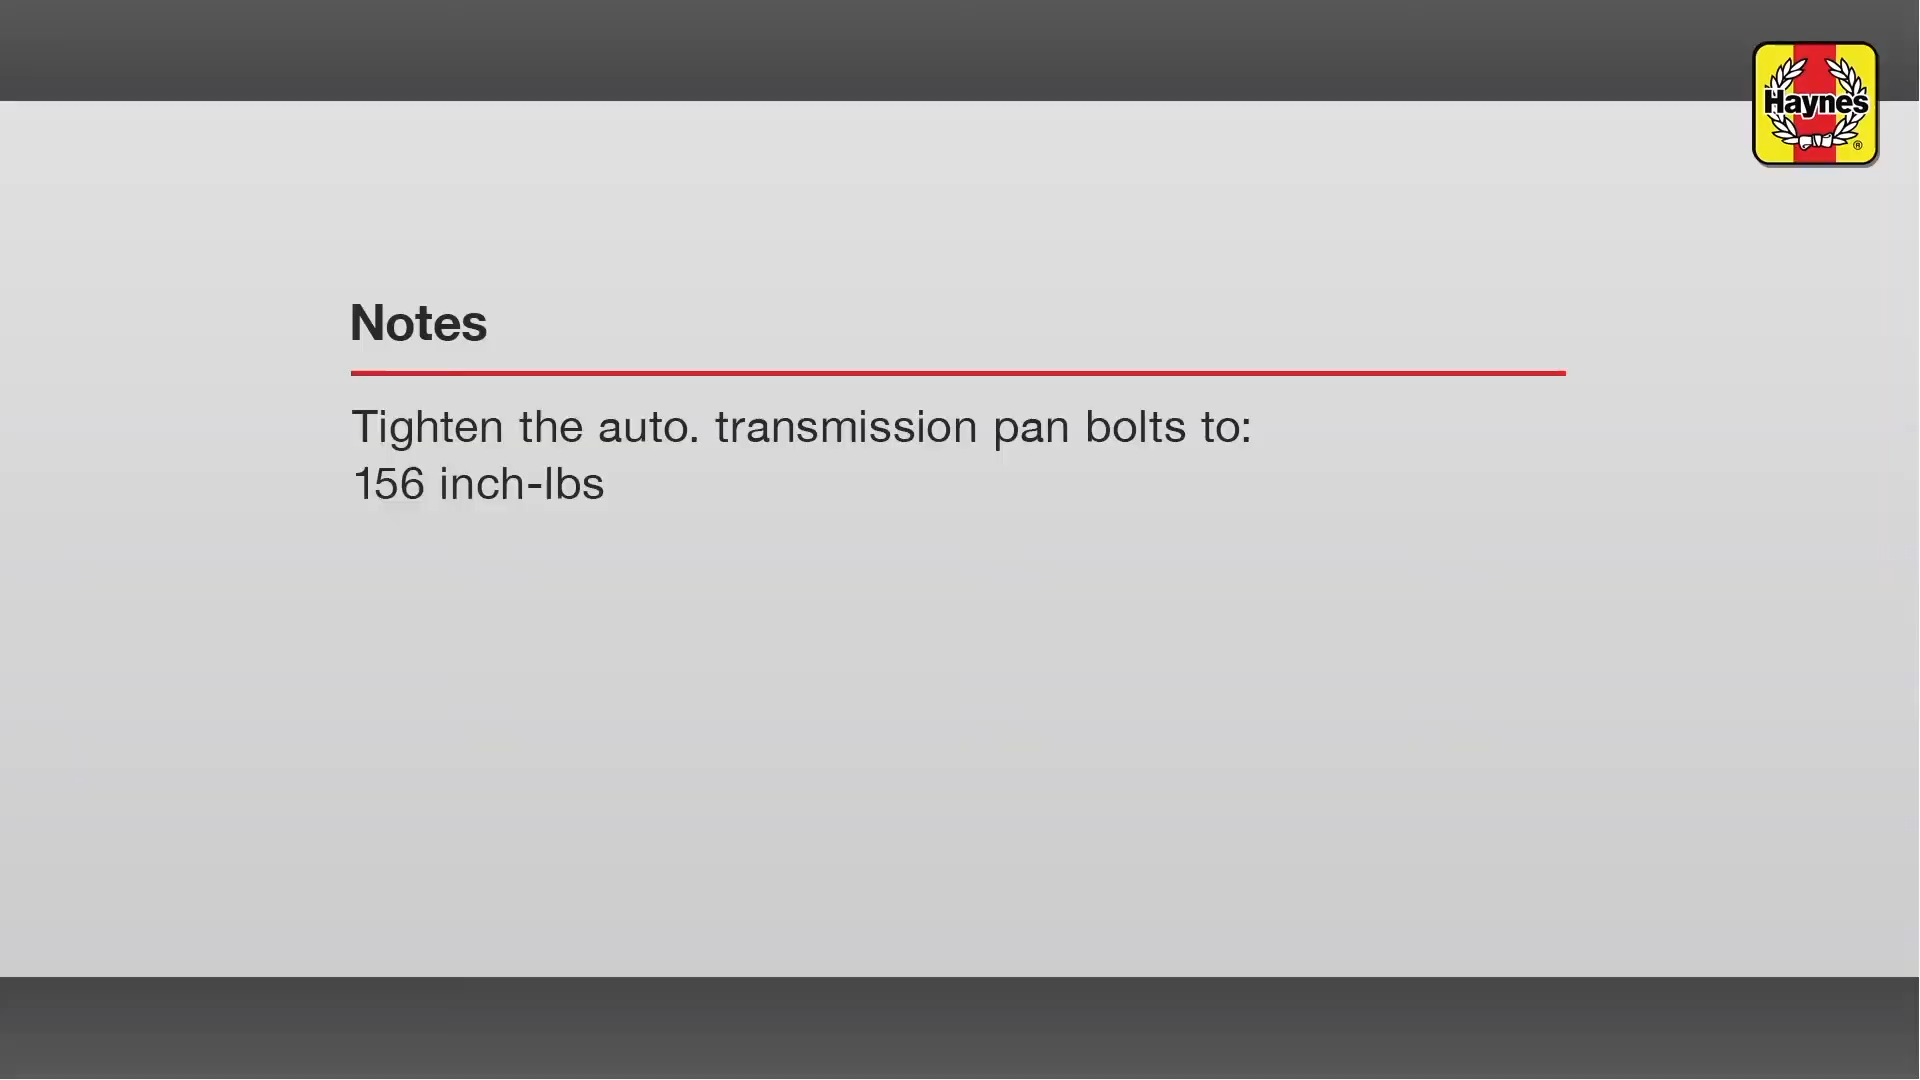 Haynes
®
Notes
Tighten the auto. transmission pan bolts to:
156 inch-lbs